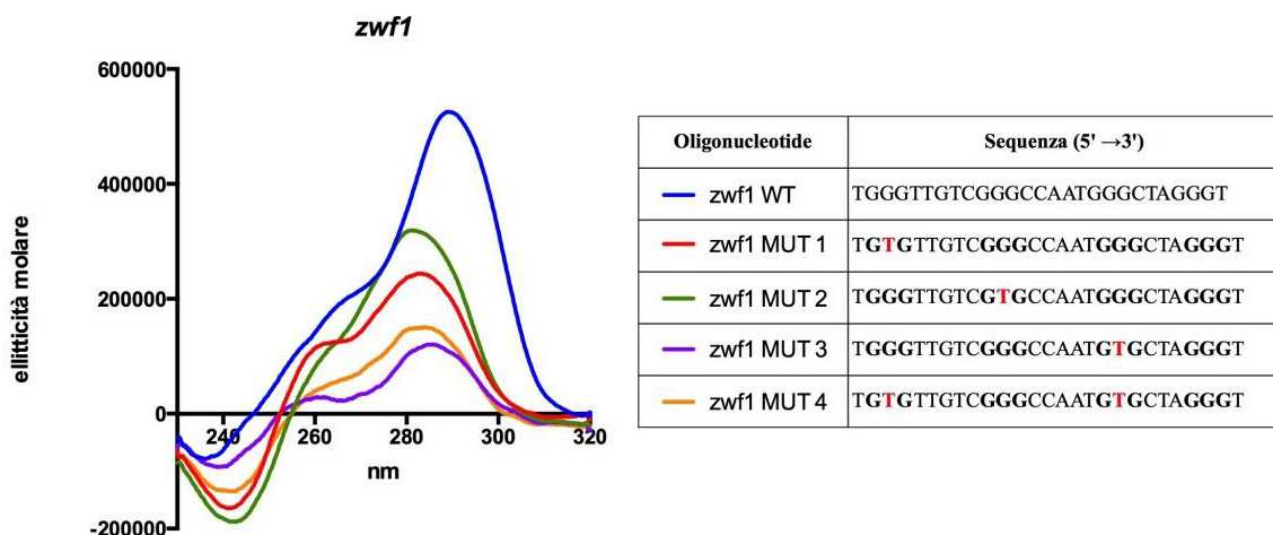 zwf1
600000
400000
200000
0
-200000
240
260
280
300
320
nm
ellitticità molare
Oligonucleotide
Sequenza (5' →3')
zwf1 WT
TGGGTTGTCGGGCCAATGGGCTAGGGT
zwf1 MUT 1
TGTGTTGTCGGGCCAATGGGCTAGGGT
zwf1 MUT 2
TGGGTTGTCGTGCCAATGGGCTAGGGT
zwf1 MUT 3
TGGGTTGTCGGGCCAATGTGCTAGGGT
zwf1 MUT 4
TGTGTTGTCGGGCCAATGTGCTAGGGT